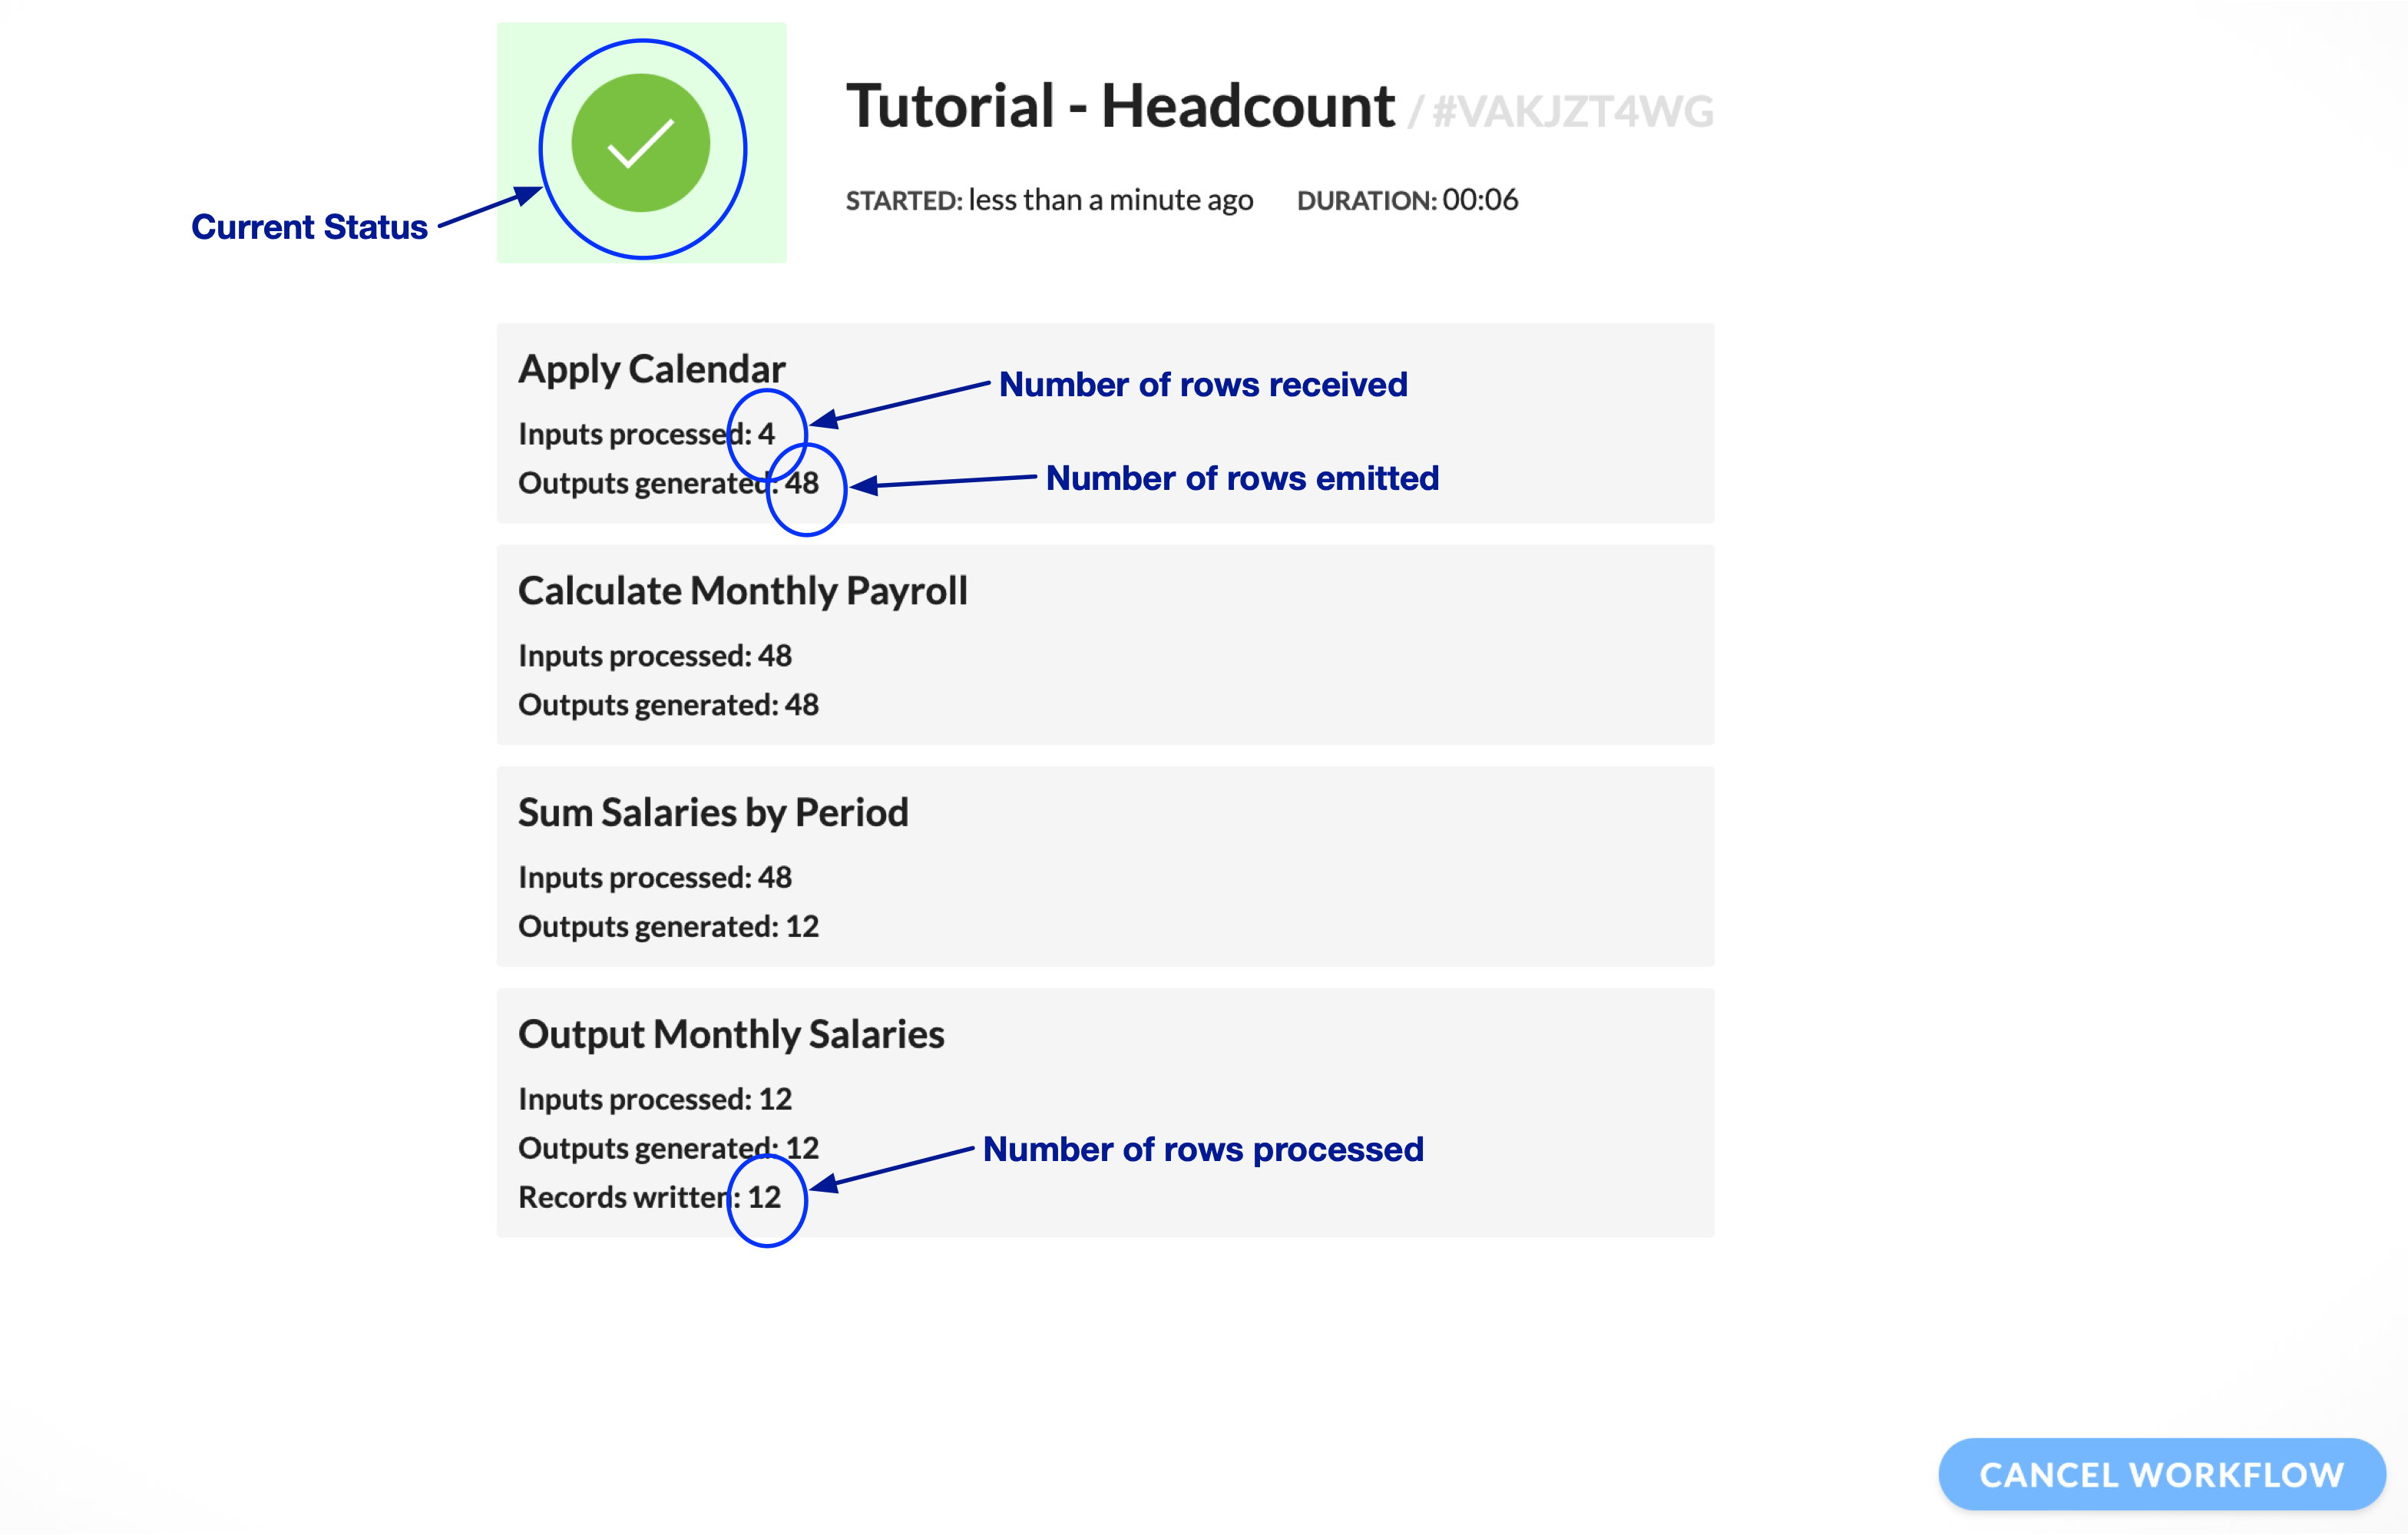 Tutorial - Headcount / #VAKJZT4WG
STARTED: less than a minute ago DURATION: 00:06
Current Status
Apply Calendar
Number of rows received
Inputs processed: 4
Number of rows emitted
Outputs generated: 48
Calculate Monthly Payroll
Inputs processed: 48
Outputs generated: 48
Sum Salaries by Period
Inputs processed: 48
Outputs generated: 12
Output Monthly Salaries
Inputs processed: 12
Outputs generated: 12
Number of rows processed
Records written: 12
CANCEL WORKFLOW